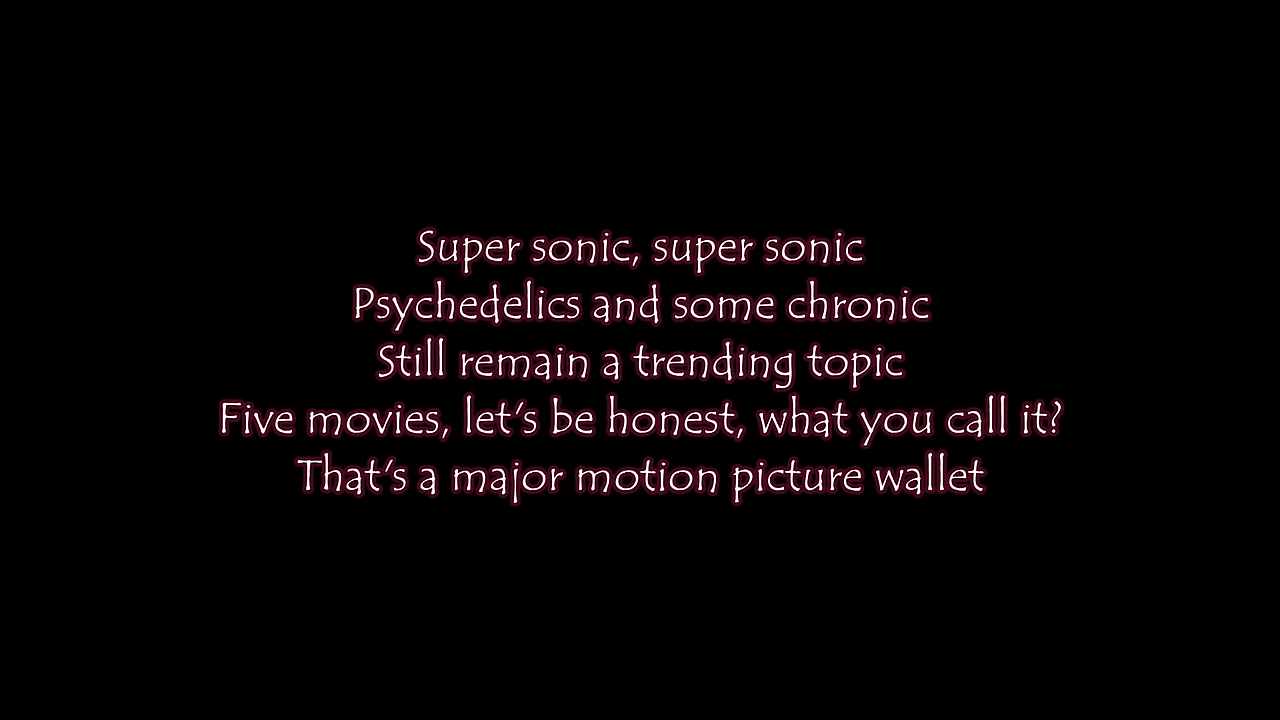 Super sonic, super sonic
Psychedelics and some chronic
Still remain a trending topic
Five movies, let's be honest, what you call it?
That's a major motion picture wallet